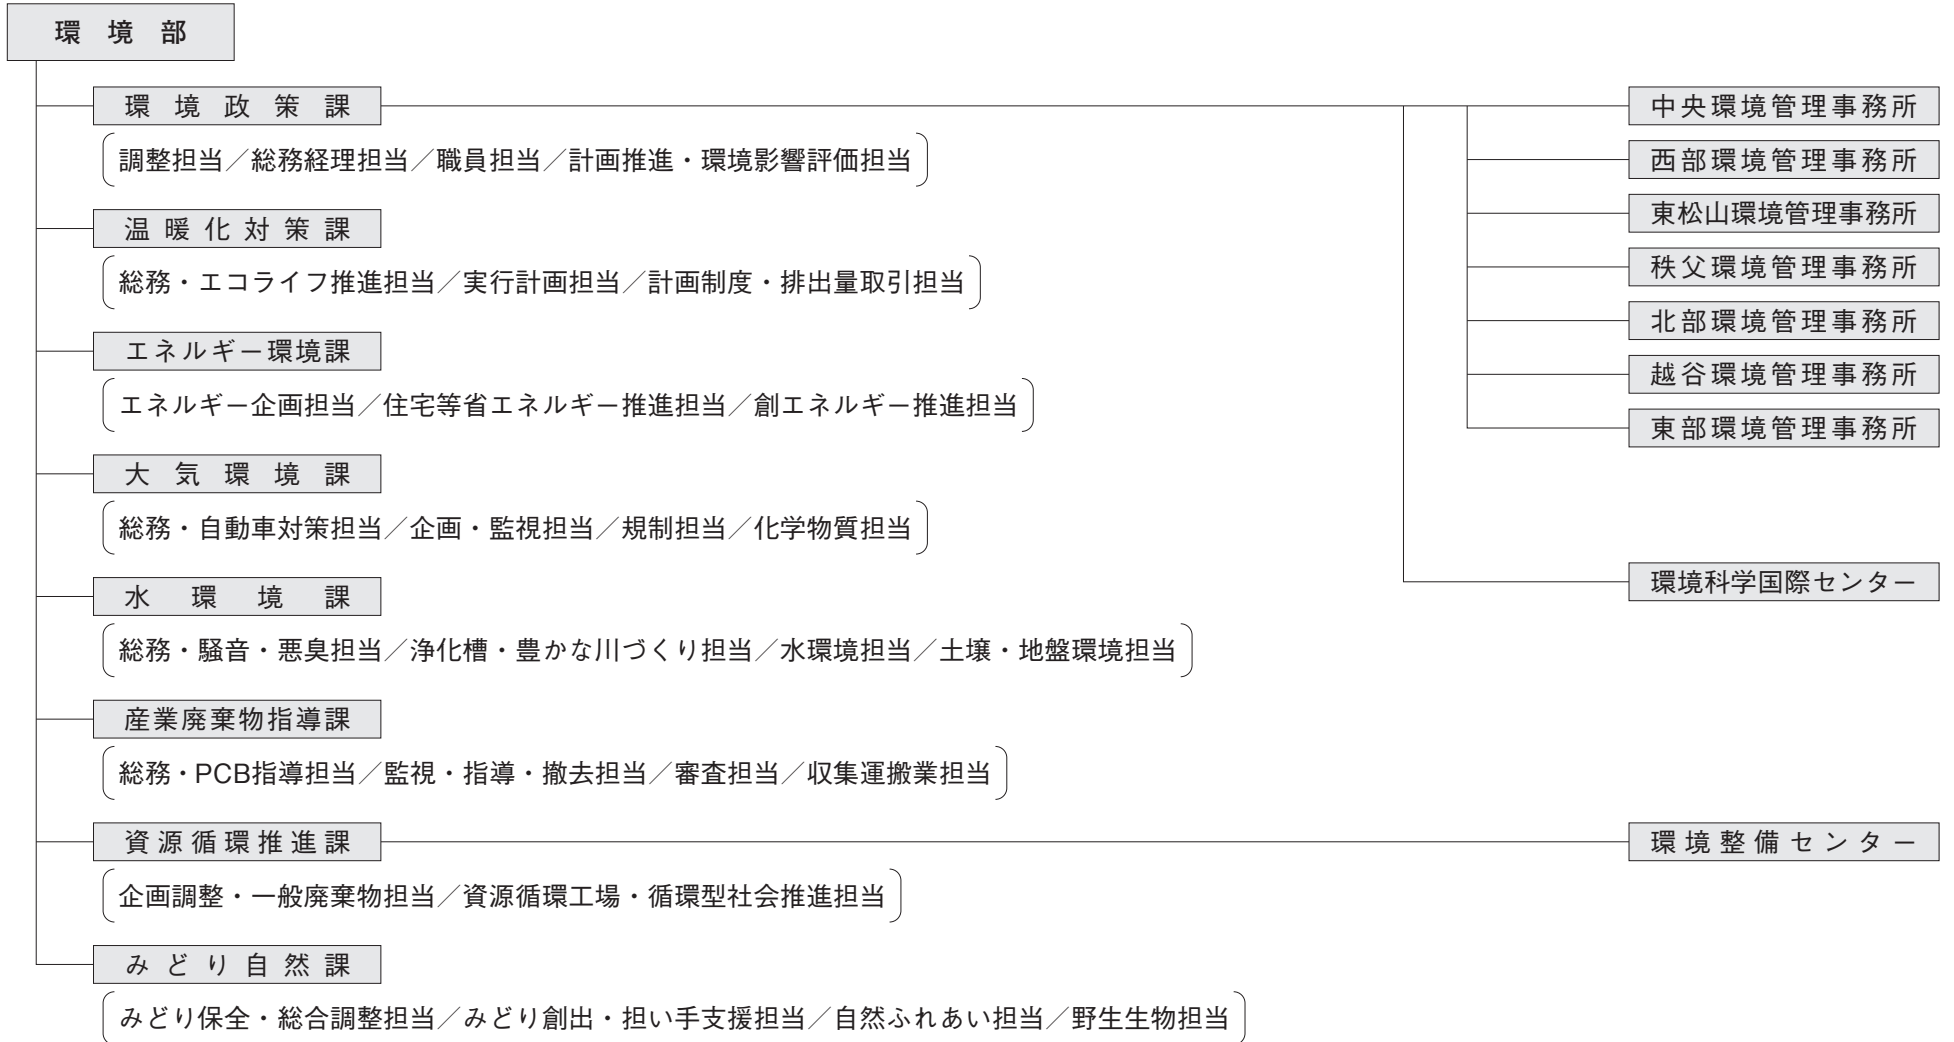 環境部
環境政策課
調整担当／総務経理担当／職員担当／計画推進・環境影響評価担当
温暖化対策課
総務・エコライフ推進担当／実行計画担当／計画制度・排出量取引担当
エネルギー環境課
エネルギー企画担当／住宅等省エネルギー推進担当／創エネルギー推進担当
大気環境課
総務・自動車対策担当／企画・監視担当／規制担当／化学物質担当
水環境課
総務・騒音・悪臭担当／浄化槽・豊かな川づくり担当／水環境担当／土壌・地盤環境担当
産業廃棄物指導課
総務・PCB指導担当／監視・指導・撤去担当／審査担当／収集運搬業担当
資源循環推進課
企画調整・一般廃棄物担当／資源循環工場・循環型社会推進担当
みどり自然課
みどり保全・総合調整担当／みどり創出・担い手支援担当／自然ふれあい担当／野生生物担当
中央環境管理事務所
西部環境管理事務所
東松山環境管理事務所
秩父環境管理事務所
北部環境管理事務所
越谷環境管理事務所
東部環境管理事務所
環境科学国際センター
環境整備センター